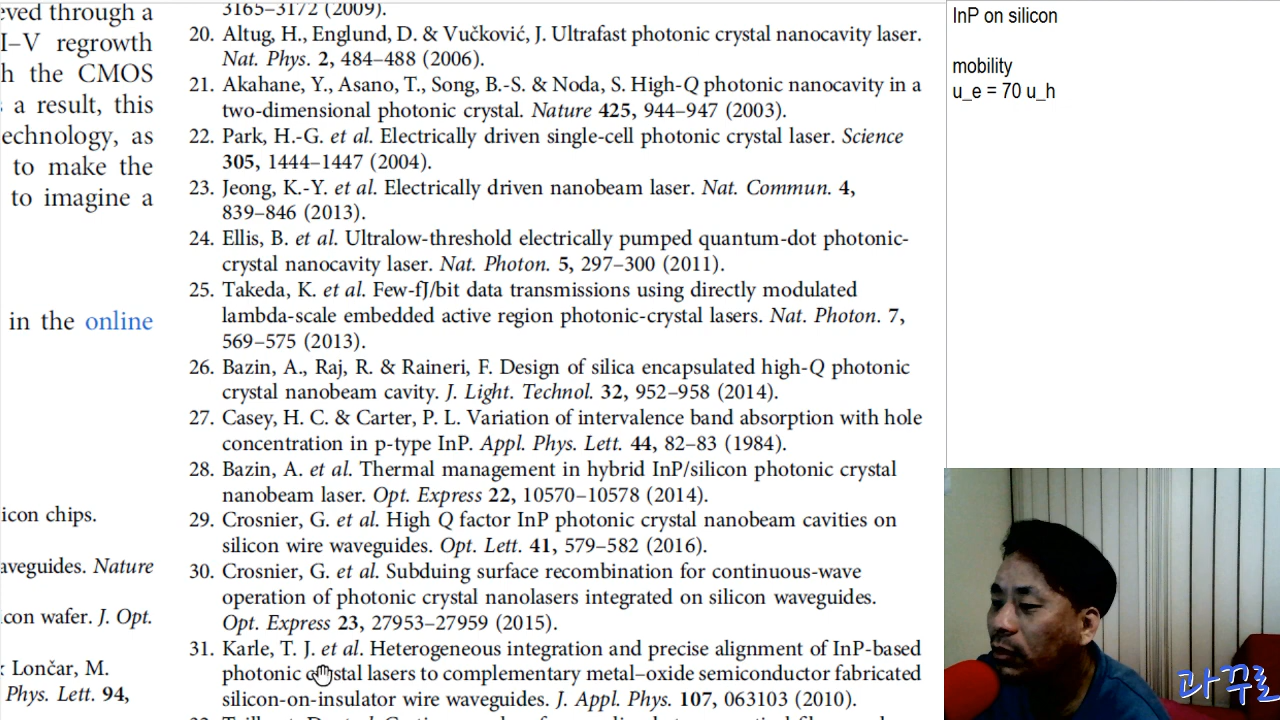 eved through a
I–V regrowth
h the CMOS
a result, this
echnology, as
to make the
to imagine a
in the online
icon chips.
aveguides. Nature
con wafer. J. Opt.
Lončar, M.
Phys. Lett. 94,
3165–3172 (2009).
20. Altug, H., Englund, D. & Vučković, J. Ultrafast photonic crystal nanocavity laser.
Nat. Phys. 2, 484–488 (2006).
21. Akahane, Y., Asano, T., Song, B.-S. & Noda, S. High-Q photonic nanocavity in a
two-dimensional photonic crystal. Nature 425, 944–947 (2003).
22. Park, H.-G. et al. Electrically driven single-cell photonic crystal laser. Science
305, 1444–1447 (2004).
23. Jeong, K.-Y. et al. Electrically driven nanobeam laser. Nat. Commun. 4,
839–846 (2013).
24. Ellis, B. et al. Ultralow-threshold electrically pumped quantum-dot photonic-
crystal nanocavity laser. Nat. Photon. 5, 297–300 (2011).
25. Takeda, K. et al. Few-fJ/bit data transmissions using directly modulated
lambda-scale embedded active region photonic-crystal lasers. Nat. Photon. 7,
569–575 (2013).
26. Bazin, A., Raj, R. & Raineri, F. Design of silica encapsulated high-Q photonic
crystal nanobeam cavity. J. Light. Technol. 32, 952–958 (2014).
27. Casey, H. C. & Carter, P. L. Variation of intervalence band absorption with hole
concentration in p-type InP. Appl. Phys. Lett. 44, 82–83 (1984).
28. Bazin, A. et al. Thermal management in hybrid InP/silicon photonic crystal
nanobeam laser. Opt. Express 22, 10570–10578 (2014).
29. Crosnier, G. et al. High Q factor InP photonic crystal nanobeam cavities on
silicon wire waveguides. Opt. Lett. 41, 579–582 (2016).
30. Crosnier, G. et al. Subduing surface recombination for continuous-wave
operation of photonic crystal nanolasers integrated on silicon waveguides.
Opt. Express 23, 27953–27959 (2015).
31. Karle, T. J. et al. Heterogeneous integration and precise alignment of InP-based
photonic crystal lasers to complementary metal–oxide semiconductor fabricated
silicon-on-insulator wire waveguides. J. Appl. Phys. 107, 063103 (2010).
InP on silicon
mobility
u_e = 70 u_h
과꾸로